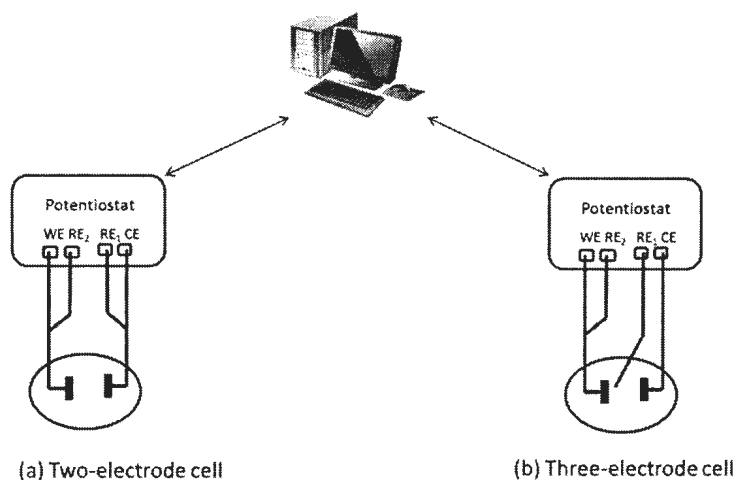 Potentiostat
WE RE₂ RE₁ CE
Potentiostat
WE RE₂ RE₁ CE
(a) Two-electrode cell
(b) Three-electrode cell